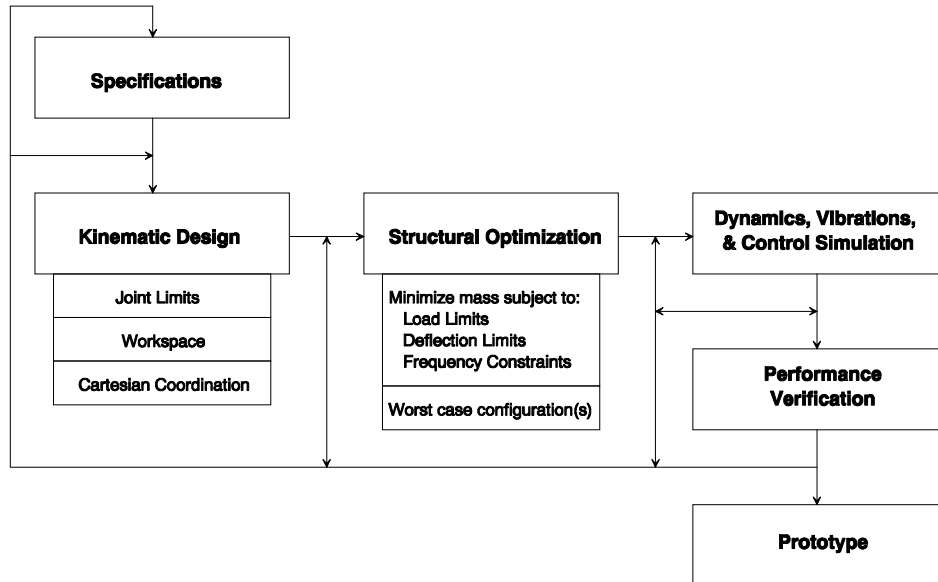 Specifications
Kinematic Design
Joint Limits
Workspace
Cartesian Coordination
Structural Optimization
Minimize mass subject to:
Load Limits
Deflection Limits
Frequency Constraints
Worst case configuration(s)
Dynamics, Vibrations,
& Control Simulation
Performance
Verification
Prototype